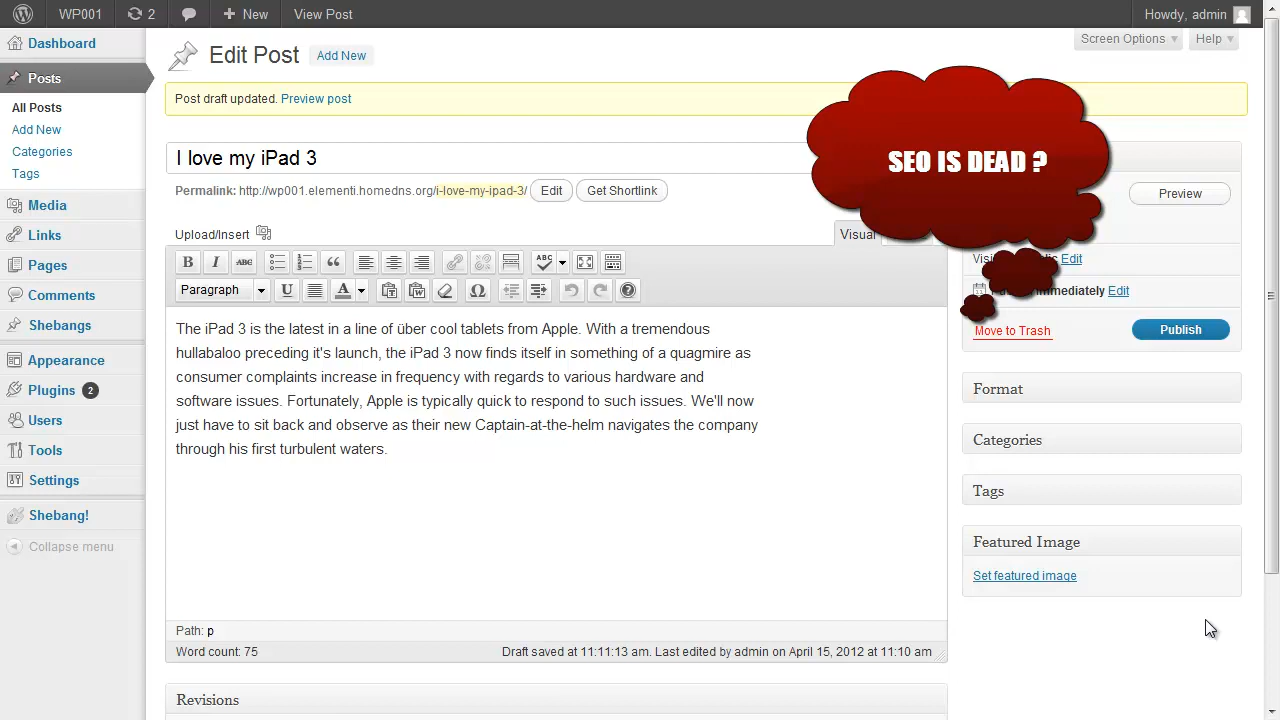 WP001 2 New View Post Howdy, admin
Dashboard
Posts
All Posts
Add New
Categories
Tags
Media
Links
Pages
Comments
Shebangs
Appearance
Plugins 2
Users
Tools
Settings
Shebang!
Collapse menu
Edit Post Add New
Screen Options Help
Post draft updated. Preview post
SEO IS DEAD ?
I love my iPad 3
Permalink: http://wp001.elementi.homedns.org/i-love-my-ipad-3/ Edit Get Shortlink
Upload/Insert
Visual
B I ABC ABC
Paragraph U A Ω
The iPad 3 is the latest in a line of über cool tablets from Apple. With a tremendous
hullabaloo preceding it's launch, the iPad 3 now finds itself in something of a quagmire as
consumer complaints increase in frequency with regards to various hardware and
software issues. Fortunately, Apple is typically quick to respond to such issues. We'll now
just have to sit back and observe as their new Captain-at-the-helm navigates the company
through his first turbulent waters.
Path: p
Word count: 75 Draft saved at 11:11:13 am. Last edited by admin on April 15, 2012 at 11:10 am
Revisions
Preview
Edit
immediately Edit
Move to Trash Publish
Format
Categories
Tags
Featured Image
Set featured image